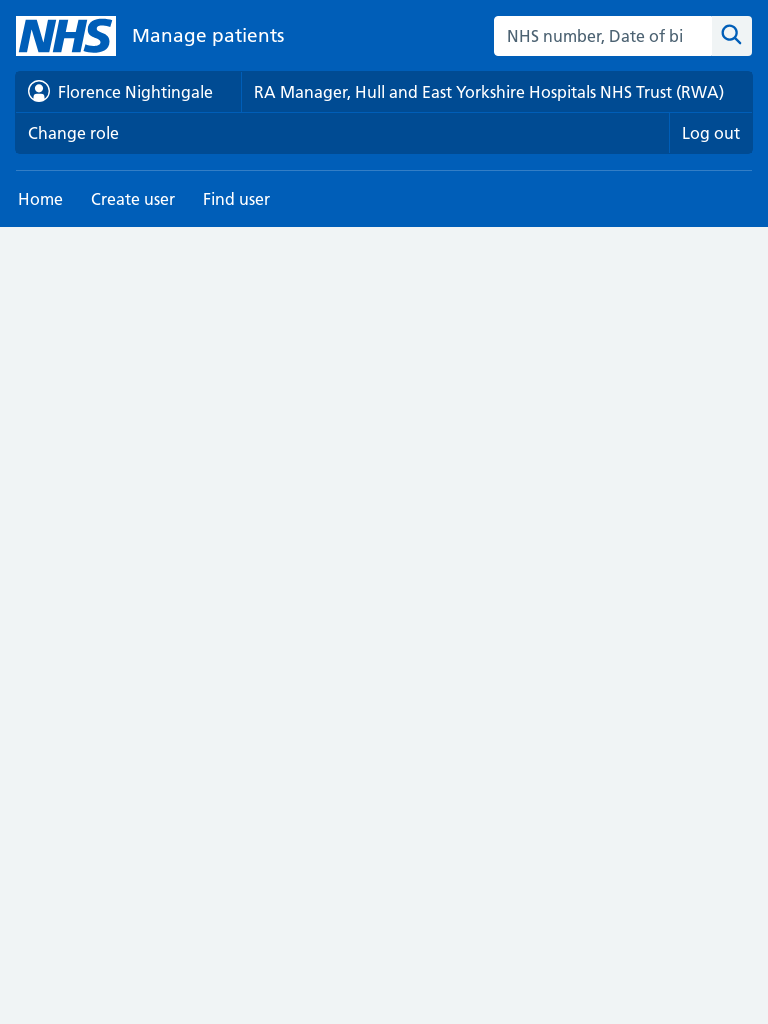 NHS
Manage patients
NHS number, Date of bi
Florence Nightingale
RA Manager, Hull and East Yorkshire Hospitals NHS Trust (RWA)
Change role
Log out
Home
Create user
Find user